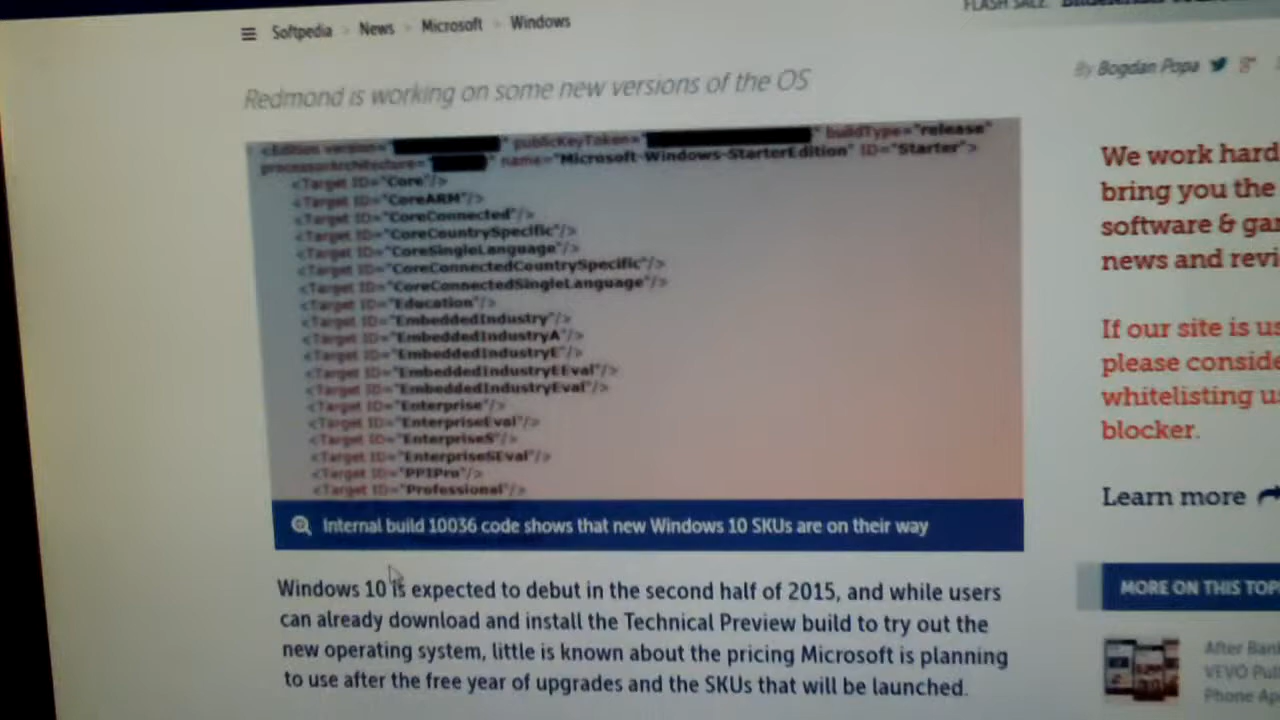 Softpedia > News > Microsoft > Windows
FLASH SALE:
Redmond is working on some new versions of the OS
By Bogdan Popa
<Edition version=" " publicKeyToken=" " buildType="release"
processorArchitecture=" " name="Microsoft-Windows-StarterEdition" ID="Starter">
<Target ID="Core"/>
<Target ID="CoreARM"/>
<Target ID="CoreConnected"/>
<Target ID="CoreCountrySpecific"/>
<Target ID="CoreSingleLanguage"/>
<Target ID="CoreConnectedCountrySpecific"/>
<Target ID="CoreConnectedSingleLanguage"/>
<Target ID="Education"/>
<Target ID="EmbeddedIndustry"/>
<Target ID="EmbeddedIndustryA"/>
<Target ID="EmbeddedIndustryE"/>
<Target ID="EmbeddedIndustryEEval"/>
<Target ID="EmbeddedIndustryEval"/>
<Target ID="Enterprise"/>
<Target ID="EnterpriseEval"/>
<Target ID="EnterpriseS"/>
<Target ID="EnterpriseSEval"/>
<Target ID="PPIPro"/>
<Target ID="Professional"/>
Internal build 10036 code shows that new Windows 10 SKUs are on their way
Windows 10 is expected to debut in the second half of 2015, and while users
can already download and install the Technical Preview build to try out the
new operating system, little is known about the pricing Microsoft is planning
to use after the free year of upgrades and the SKUs that will be launched.
We work hard
bring you the
software & ga
news and revi
If our site is us
please conside
whitelisting u
blocker.
Learn more
MORE ON THIS TOP
After Ban
VEVO Pul
Phone Ap